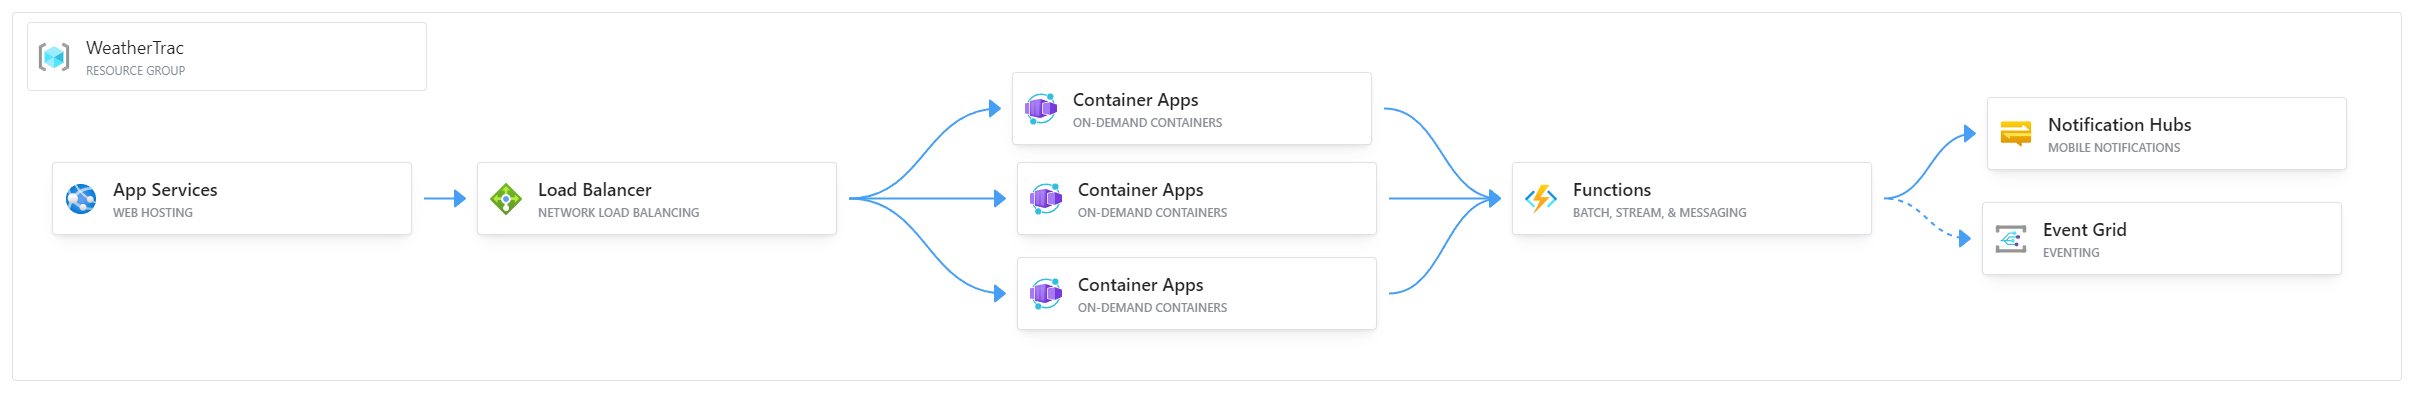 WeatherTrac
RESOURCE GROUP
App Services
WEB HOSTING
Load Balancer
NETWORK LOAD BALANCING
Container Apps
ON-DEMAND CONTAINERS
Container Apps
ON-DEMAND CONTAINERS
Container Apps
ON-DEMAND CONTAINERS
Functions
BATCH, STREAM, & MESSAGING
Notification Hubs
MOBILE NOTIFICATIONS
Event Grid
EVENTING